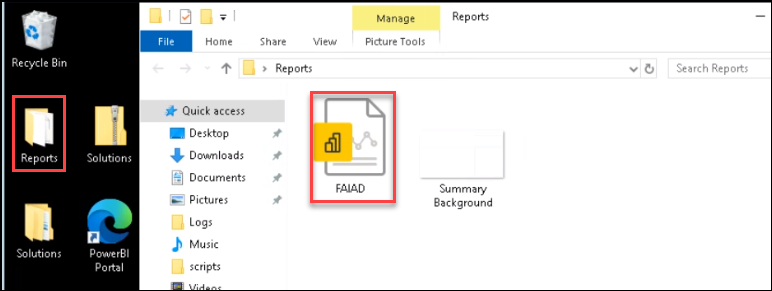 Recycle Bin
Reports
Solutions
Solutions
PowerBI
Portal
Manage
Reports
File
Home
Share
View
Picture Tools
Reports
Search Reports
Quick access
Desktop
Downloads
Documents
Pictures
Logs
Music
scripts
Videos
FAIAD
Summary
Background